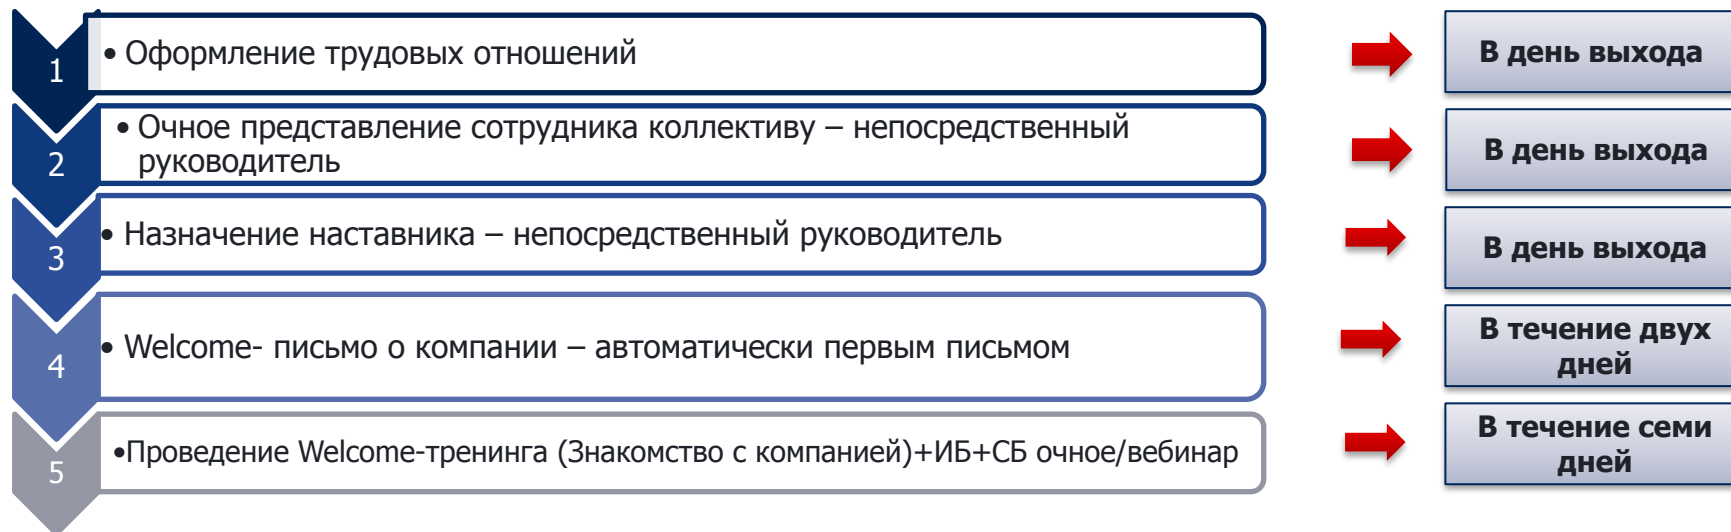 1
• Оформление трудовых отношений
В день выхода
2
• Очное представление сотрудника коллективу – непосредственный
руководитель
В день выхода
3
• Назначение наставника – непосредственный руководитель
В день выхода
4
• Welcome- письмо о компании – автоматически первым письмом
В течение двух
дней
5
•Проведение Welcome-тренинга (Знакомство с компанией)+ИБ+СБ очное/вебинар
В течение семи
дней